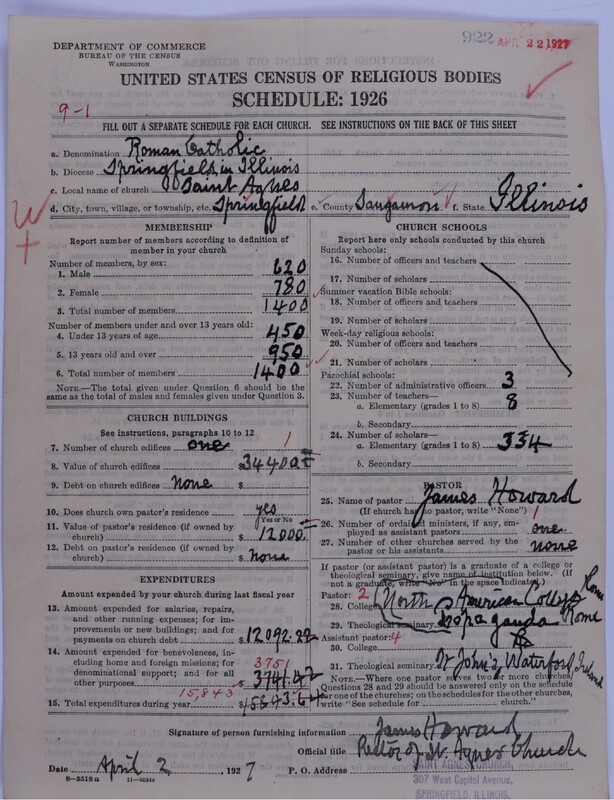 922 APR 22 1927
DEPARTMENT OF COMMERCE
BUREAU OF THE CENSUS
WASHINGTON
UNITED STATES CENSUS OF RELIGIOUS BODIES
SCHEDULE: 1926
9-1
FILL OUT A SEPARATE SCHEDULE FOR EACH CHURCH. SEE INSTRUCTIONS ON THE BACK OF THIS SHEET
a. Denomination Roman Catholic
b. Diocese Springfield in Illinois
c. Local name of church Saint Agnes
d. City, town, village, or township, etc. Springfield e. County Sangamon f. State Illinois
MEMBERSHIP
Report number of members according to definition of
member in your church
Number of members, by sex:
1. Male 620
2. Female 780
3. Total number of members 1400
Number of members under and over 13 years old:
4. Under 13 years of age 450
5. 13 years old and over 950
6. Total number of members 1400
NOTE.—The total given under Question 6 should be the
same as the total of males and females given under Question 3.
CHURCH BUILDINGS
See instructions, paragraphs 10 to 12
7. Number of church edifices one 1
8. Value of church edifices $34400
9. Debt on church edifices None $
10. Does church own pastor's residence yes
Yes or No
11. Value of pastor's residence (if owned by
church) $12000
12. Debt on pastor's residence (if owned by
church) $ none
EXPENDITURES
Amount expended by church during last fiscal year
13. Amount expended for salaries, repairs,
and other running expenses; for im-
provements or new buildings; and for
payments on church debt $12092.22
14. Amount expended for benevolences,
including home and foreign missions; for
denominational support; and for all
other purposes 3751
15,843
15. Total expenditures during year
CHURCH SCHOOLS
Report here only schools conducted by this church
Sunday schools:
16. Number of officers and teachers
17. Number of scholars
Summer vacation Bible schools:
18. Number of officers and teachers
19. Number of scholars
Week-day religious schools:
20. Number of officers and teachers
21. Number of scholars
Parochial schools:
22. Number of administrative officers 3
23. Number of teachers—
a. Elementary (grades 1 to 8) 8
b. Secondary
24. Number of scholars—
a. Elementary (grades 1 to 8) 334
b. Secondary
PASTOR
25. Name of pastor James Howard
(If church has no pastor, write "None")
26. Number of ordained ministers, if any, em-
ployed as assistant pastors one 1
27. Number of other churches served by the
pastor or his assistants none
If pastor (or assistant pastor) is a graduate of a college or
theological seminary, give name of institution below. (If
not a graduate, write "No" in the space indicated)
Pastor: 2
28. College North American College Rome
29. Theological seminary Propaganda Rome
Assistant pastor: 4
30. College
31. Theological seminary St John's Waterford, Ireland
NOTE.—Where one pastor serves two or more churches
Questions 28 and 29 should be answered only on the schedule
for one of the churches; on schedules for the other churches,
write "See schedule for church."
Signature of person furnishing information James Howard
Official title Rector of St. Agnes Church
Date April 2, 1927 P. O. Address
SAINT AGNES CHURCH,
307 West Capitol Avenue,
SPRINGFIELD, ILLINOIS.